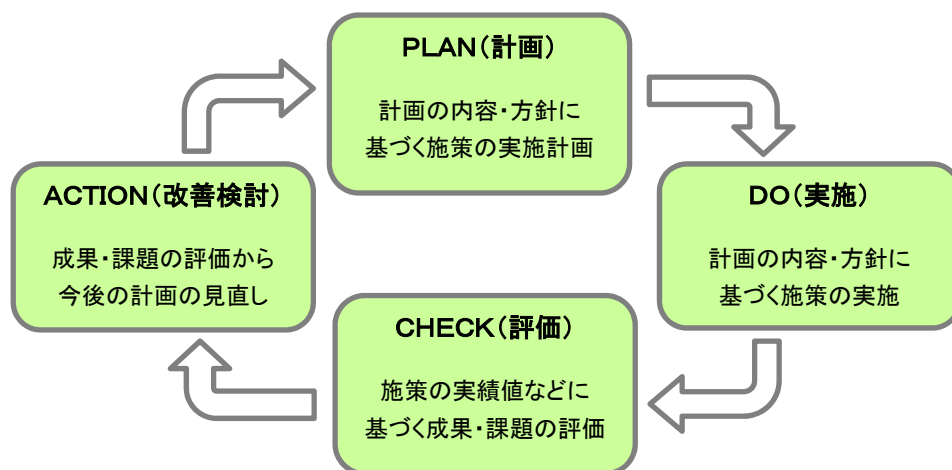 PLAN(計画)
計画の内容・方針に
基づく施策の実施計画
ACTION(改善検討)
成果・課題の評価から
今後の計画の見直し
DO(実施)
計画の内容・方針に
基づく施策の実施
CHECK(評価)
施策の実績値などに
基づく成果・課題の評価